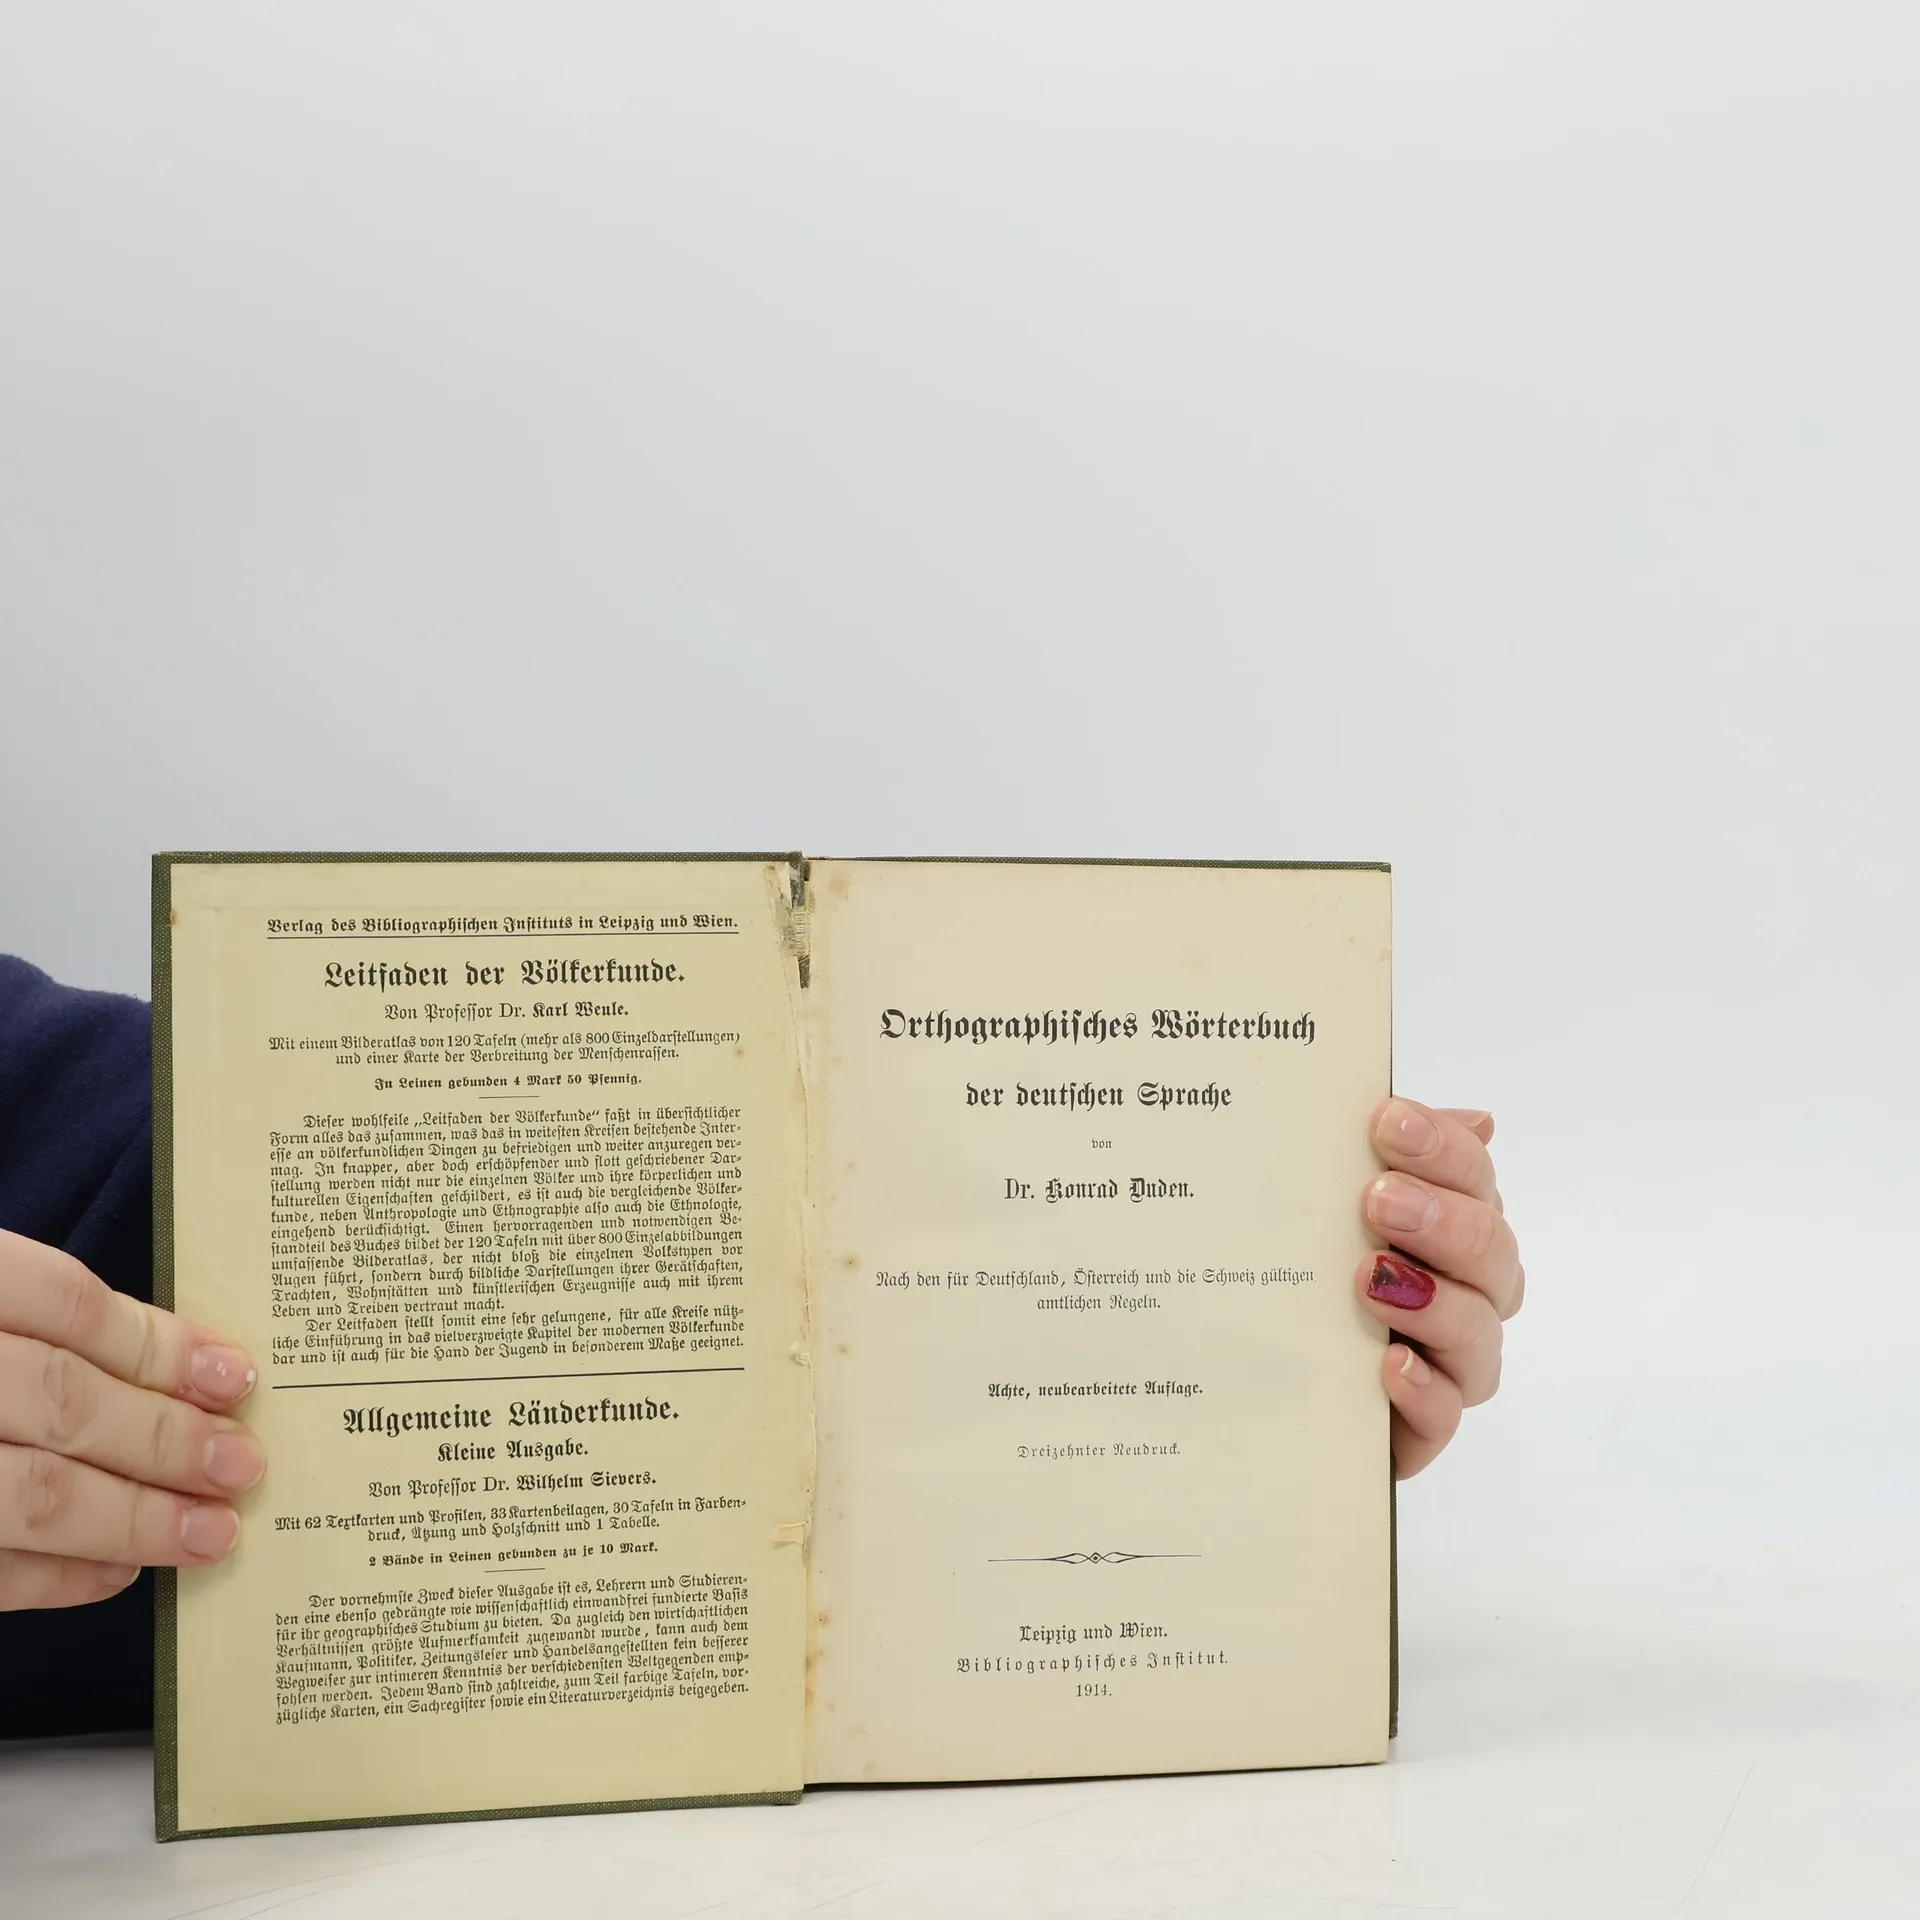 Verlag des Bibliographischen Instituts in Leipzig und Wien.
Leitfaden der Völkerkunde.
Von Professor Dr. Karl Weule.
Mit einem Bilderatlas von 120 Tafeln (mehr als 800 Einzeldarstellungen)
und einer Karte der Verbreitung der Menschenrassen.
In Leinen gebunden 4 Mark 50 Pfennig.
Dieser wohlfeile „Leitfaden der Völkerkunde“ faßt in übersichtlicher
Form alles das zusammen, was das in weitesten Kreisen bestehende Inter-
esse an völkerkundlichen Dingen zu befriedigen und weiter anzuregen ver-
mag. In knapper, aber doch erschöpfender und flott geschriebener Dar-
stellung werden nicht nur die einzelnen Völker und ihre körperlichen und
kulturellen Eigenschaften geschildert, es ist auch die vergleichende Völker-
kunde, neben Anthropologie und Ethnographie also auch die Ethnologie,
eingehend berücksichtigt. Einen hervorragenden und notwendigen Be-
standteil des Buches bildet der 120 Tafeln mit über 800 Einzelabbildungen
umfassende Bilderatlas, der nicht bloß die einzelnen Volkstypen vor
Augen führt, sondern durch bildliche Darstellungen ihrer Gerätschaften,
Trachten, Wohnstätten und künstlerischen Erzeugnisse auch mit ihrem
Leben und Treiben vertraut macht.
Der Leitfaden stellt somit eine sehr gelungene, für alle Kreise nütz-
liche Einführung in das vielverzweigte Kapitel der modernen Völkerkunde
dar und ist auch für die Hand der Jugend in besonderem Maße geeignet.
Allgemeine Länderkunde.
Kleine Ausgabe.
Von Professor Dr. Wilhelm Sievers.
Mit 62 Textkarten und Profilen, 33 Kartenbeilagen, 30 Tafeln in Farben-
druck, Ätzung und Holzschnitt und 1 Tabelle.
2 Bände in Leinen gebunden zu je 10 Mark.
Der vornehmste Zweck dieser Ausgabe ist es, Lehrern und Studieren-
den eine ebenso gedrängte wie wissenschaftlich einwandfrei fundierte Basis
für ihr geographisches Studium zu bieten. Da zugleich den wirtschaftlichen
Verhältnissen größte Aufmerksamkeit zugewandt wurde, kann auch dem
Kaufmann, Politiker, Zeitungsleser und Handelsangestellten kein besserer
Wegweiser zur intimeren Kenntnis der verschiedensten Weltgegenden emp-
fohlen werden. Jedem Band sind zahlreiche, zum Teil farbige Tafeln, vor-
zügliche Karten, ein Sachregister sowie ein Literaturverzeichnis beigegeben.
Orthographisches Wörterbuch
der deutschen Sprache
von
Dr. Konrad Duden.
Nach den für Deutschland, Österreich und die Schweiz gültigen
amtlichen Regeln.
Achte, neubearbeitete Auflage.
Dreizehnter Neudruck.
Leipzig und Wien.
Bibliographisches Institut.
1914.